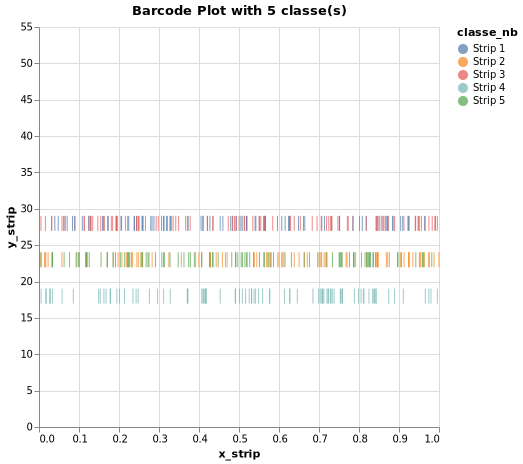 Barcode Plot with 5 classe(s)
classe_nb
Strip 1
Strip 2
Strip 3
Strip 4
Strip 5
y_strip
55
50
45
40
35
30
25
20
15
10
5
0
0.0 0.1 0.2 0.3 0.4 0.5 0.6 0.7 0.8 0.9 1.0
x_strip